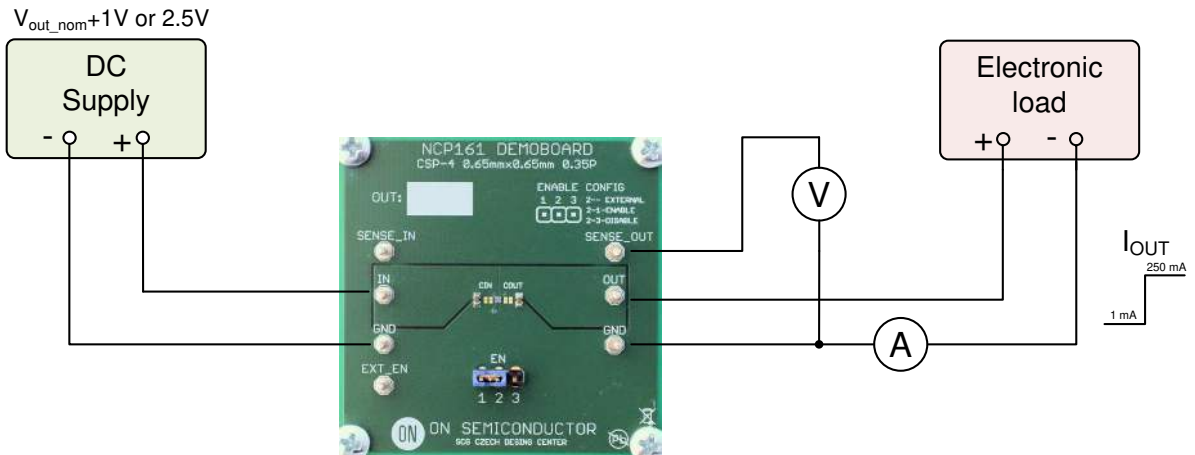 V_out_nom+1V or 2.5V
DC
Supply
- +
Electronic
load
+ -
NCP161 DEMOBOARD
CSP-4 0.65mmx0.65mm 0.35P
OUT:
ENABLE CONFIG
1 2 3
2-- EXTERNAL
2-1-ENABLE
2-3-DISABLE
SENSE_IN
SENSE_OUT
V
I_OUT
250 mA
1 mA
IN
CIN
COUT
OUT
GND
GND
A
EXT_EN
EN
1 2 3
ON
ON SEMICONDUCTOR
SCG CZECH DESING CENTER
Pb